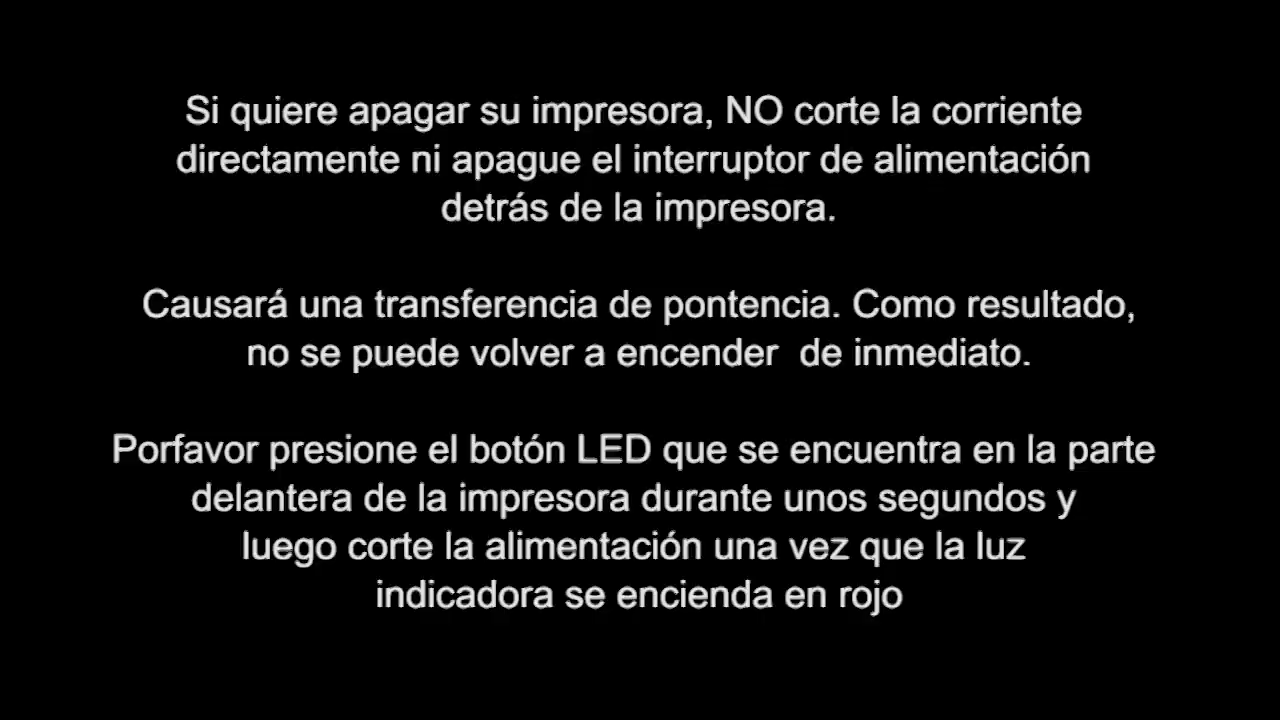 Si quiere apagar su impresora, NO corte la corriente
directamente ni apague el interruptor de alimentación
detrás de la impresora.
Causará una transferencia de pontencia. Como resultado,
no se puede volver a encender  de inmediato.
Porfavor presione el botón LED que se encuentra en la parte
delantera de la impresora durante unos segundos y
luego corte la alimentación una vez que la luz
indicadora se encienda en rojo